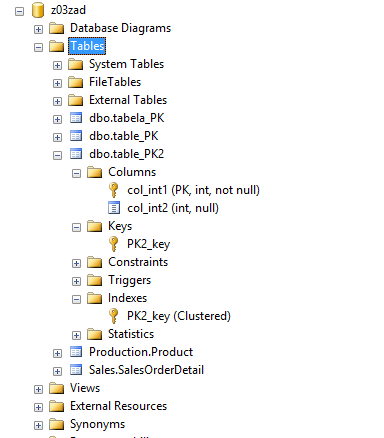 z03zad
Database Diagrams
Tables
System Tables
FileTables
External Tables
dbo.tabela_PK
dbo.table_PK
dbo.table_PK2
Columns
col_int1 (PK, int, not null)
col_int2 (int, null)
Keys
PK2_key
Constraints
Triggers
Indexes
PK2_key (Clustered)
Statistics
Production.Product
Sales.SalesOrderDetail
Views
External Resources
Synonyms